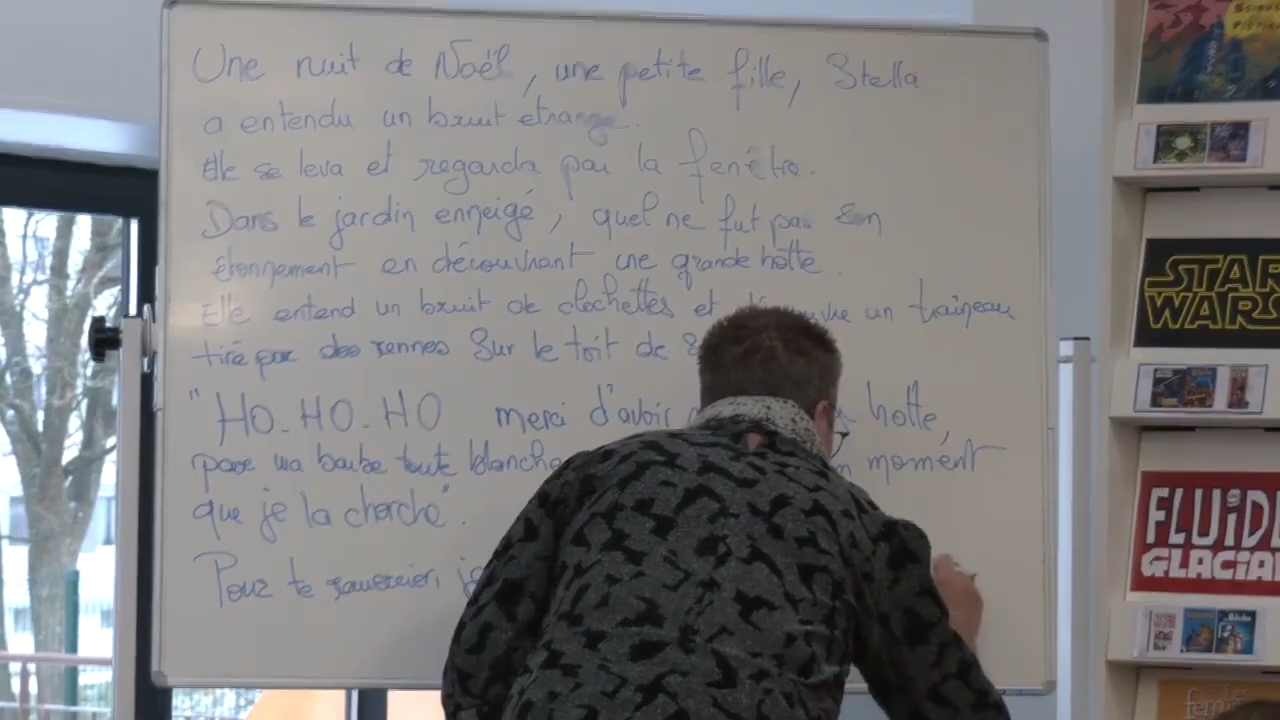 Une nuit de Noël, une petite fille, Stella
a entendu un bruit étrange.
Elle se leva et regarda par la fenêtre.
Dans le jardin enneigé, quel ne fut pas son
étonnement en découvrant une grande hotte.
Elle entend un bruit de clochettes et un traîneau
tiré par des rennes sur le toit de
"HO-HO-HO merci d'avoir hotte,
par ma barbe toute blanche moment
que je la cherche".
Pour te remercier
STAR
WARS
FLUIDE
GLACIAL